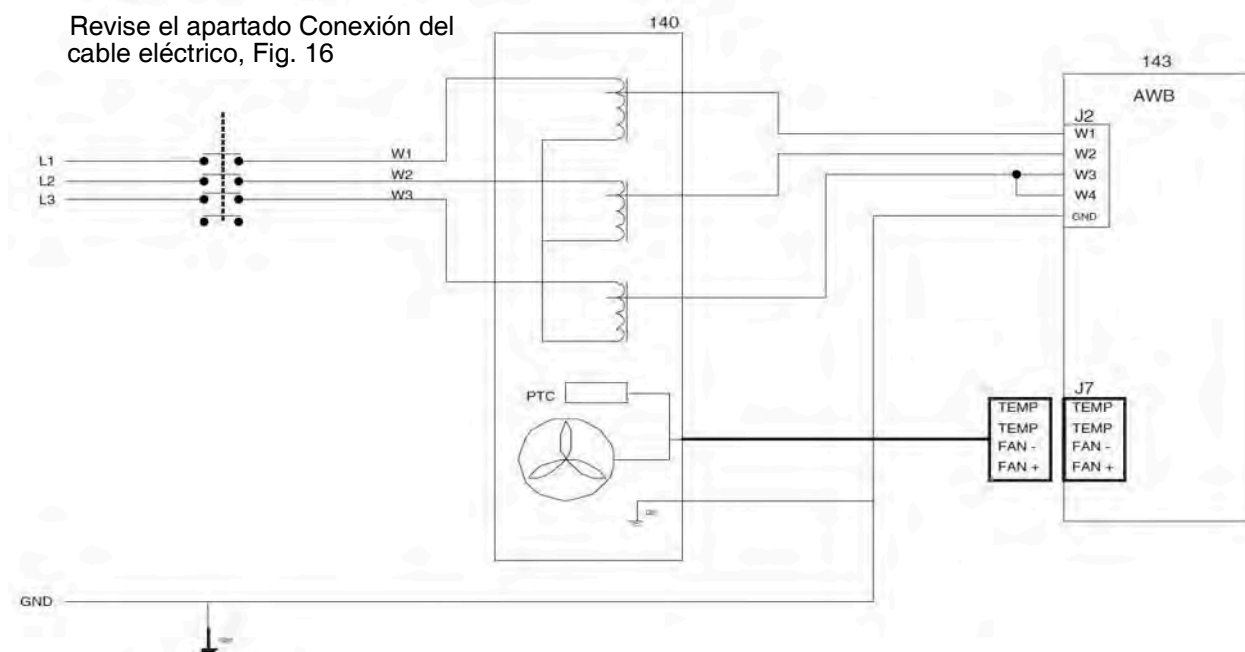 Revise el apartado Conexión del
cable eléctrico, Fig. 16
140
143
AWB
J2
W1
W2
W3
W4
GND
L1
L2
L3
W1
W2
W3
PTC
J7
TEMP
TEMP
FAN -
FAN +
TEMP
TEMP
FAN -
FAN +
GND